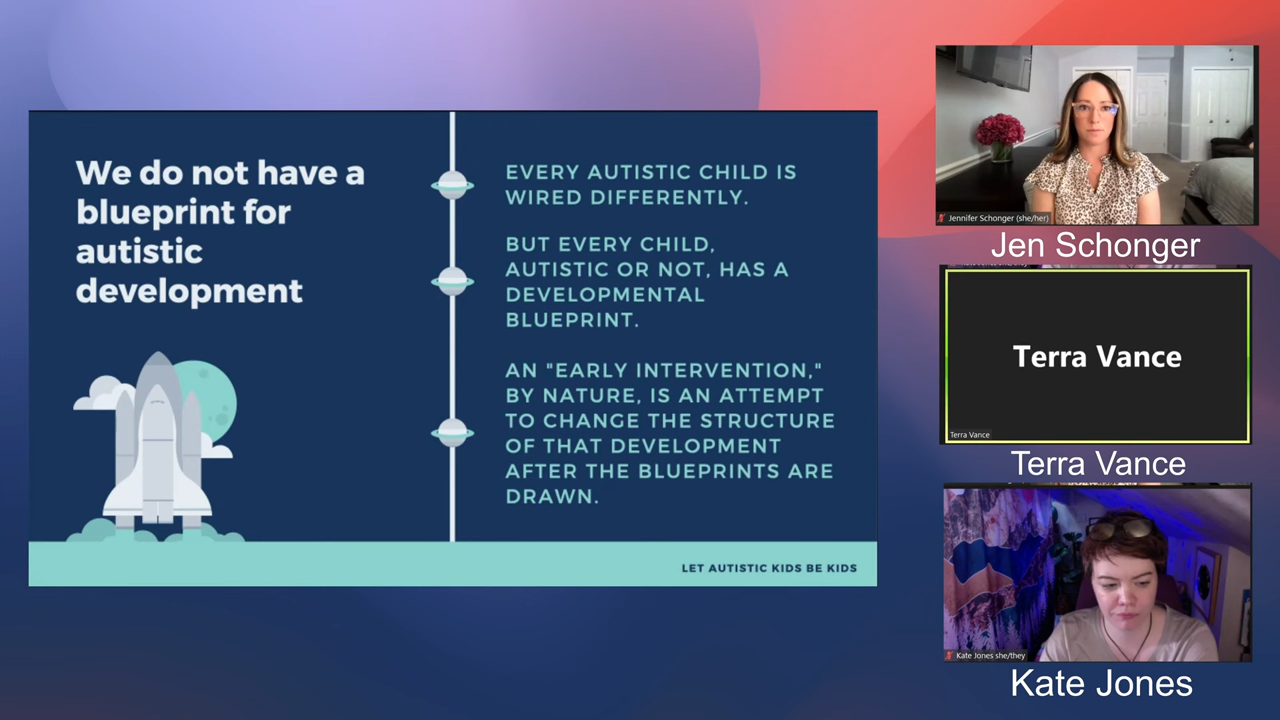 We do not have a
blueprint for
autistic
development
EVERY AUTISTIC CHILD IS
WIRED DIFFERENTLY.
BUT EVERY CHILD,
AUTISTIC OR NOT, HAS A
DEVELOPMENTAL
BLUEPRINT.
AN "EARLY INTERVENTION,"
BY NATURE, IS AN ATTEMPT
TO CHANGE THE STRUCTURE
OF THAT DEVELOPMENT
AFTER THE BLUEPRINTS ARE
DRAWN.
LET AUTISTIC KIDS BE KIDS
Jennifer Schonger (she/her)
Jen Schonger
Terra Vance
Terra Vance
Terra Vance
Kate Jones she/they
Kate Jones